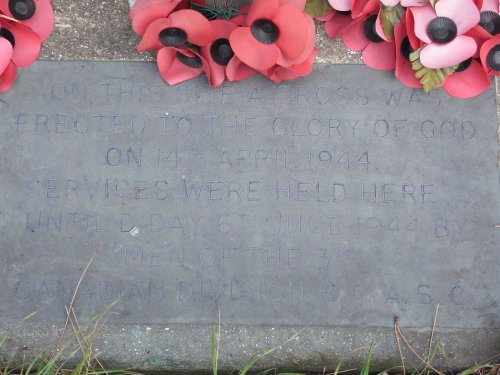 ON THIS SITE A CROSS WAS
ERECTED TO THE GLORY OF GOD
ON 14TH APRIL 1944.
SERVICES WERE HELD HERE
UNTIL D DAY 6TH JUNE 1944 BY
MEN OF THE 3RD
CANADIAN DIVISION R.C.A.S.C.